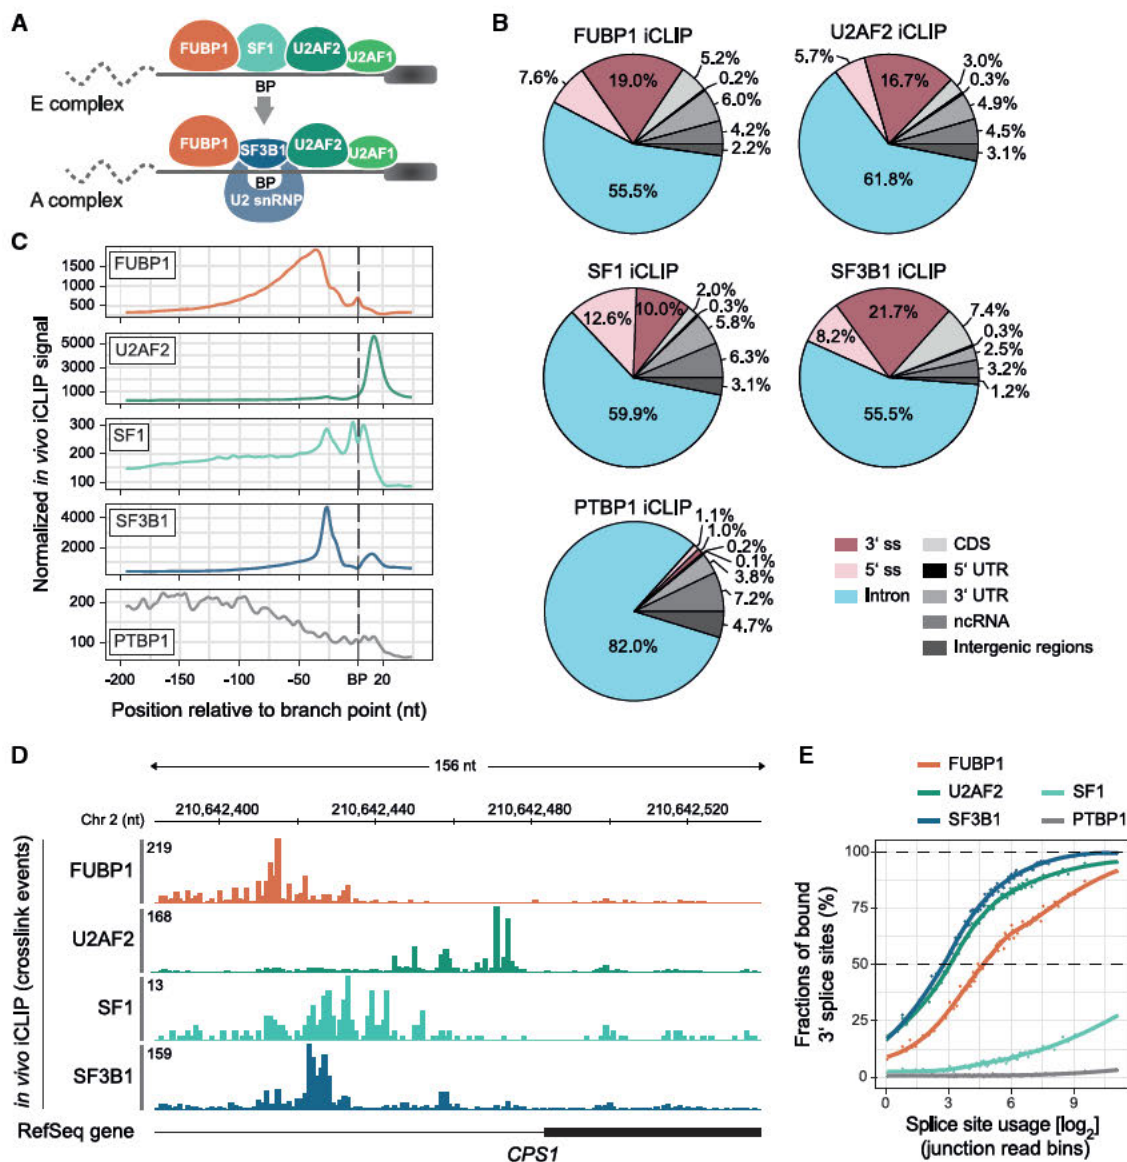 A
FUBP1 SF1 U2AF2 U2AF1
BP
E complex
FUBP1 SF3B1 U2AF2 U2AF1
BP
U2 snRNP
A complex
B
FUBP1 iCLIP
7.6% 19.0% 5.2%
0.2%
6.0%
4.2%
2.2%
55.5%
U2AF2 iCLIP
5.7% 16.7% 3.0%
0.3%
4.9%
4.5%
3.1%
61.8%
SF1 iCLIP
12.6% 10.0% 2.0%
0.3%
5.8%
6.3%
3.1%
59.9%
SF3B1 iCLIP
8.2% 21.7% 7.4%
0.3%
2.5%
3.2%
1.2%
55.5%
PTBP1 iCLIP
1.1%
1.0%
0.2%
0.1%
3.8%
7.2%
4.7%
82.0%
3' ss CDS
5' ss 5' UTR
Intron 3' UTR
ncRNA
Intergenic regions
C
Normalized in vivo iCLIP signal
FUBP1
1500
1000
500
U2AF2
5000
3000
1000
SF1
300
200
100
SF3B1
4000
2000
PTBP1
200
100
-200 -150 -100 -50 BP 20
Position relative to branch point (nt)
D
156 nt
Chr 2 (nt) 210,642,400 210,642,440 210,642,480 210,642,520
in vivo iCLIP (crosslink events)
FUBP1 219
U2AF2 168
SF1 13
SF3B1 159
RefSeq gene
CPS1
E
FUBP1
U2AF2 SF1
SF3B1 PTBP1
Fractions of bound
3' splice sites (%)
100
75
50
25
0
0 3 6 9
Splice site usage [log2]
(junction read bins)